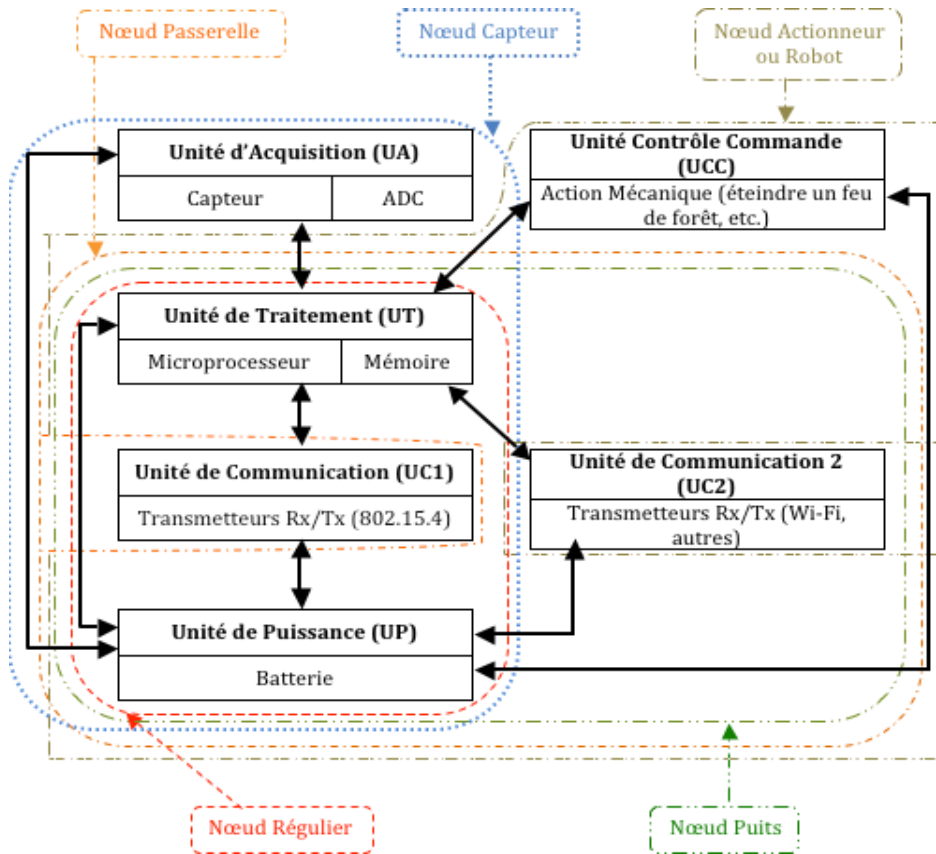 Nœud Passerelle
Nœud Capteur
Nœud Actionneur
ou Robot
Unité d'Acquisition (UA)
Capteur
ADC
Unité Contrôle Commande
(UCC)
Action Mécanique (éteindre un feu
de forêt, etc.)
Unité de Traitement (UT)
Microprocesseur
Mémoire
Unité de Communication (UC1)
Transmetteurs Rx/Tx (802.15.4)
Unité de Communication 2
(UC2)
Transmetteurs Rx/Tx (Wi-Fi,
autres)
Unité de Puissance (UP)
Batterie
Nœud Régulier
Nœud Puits